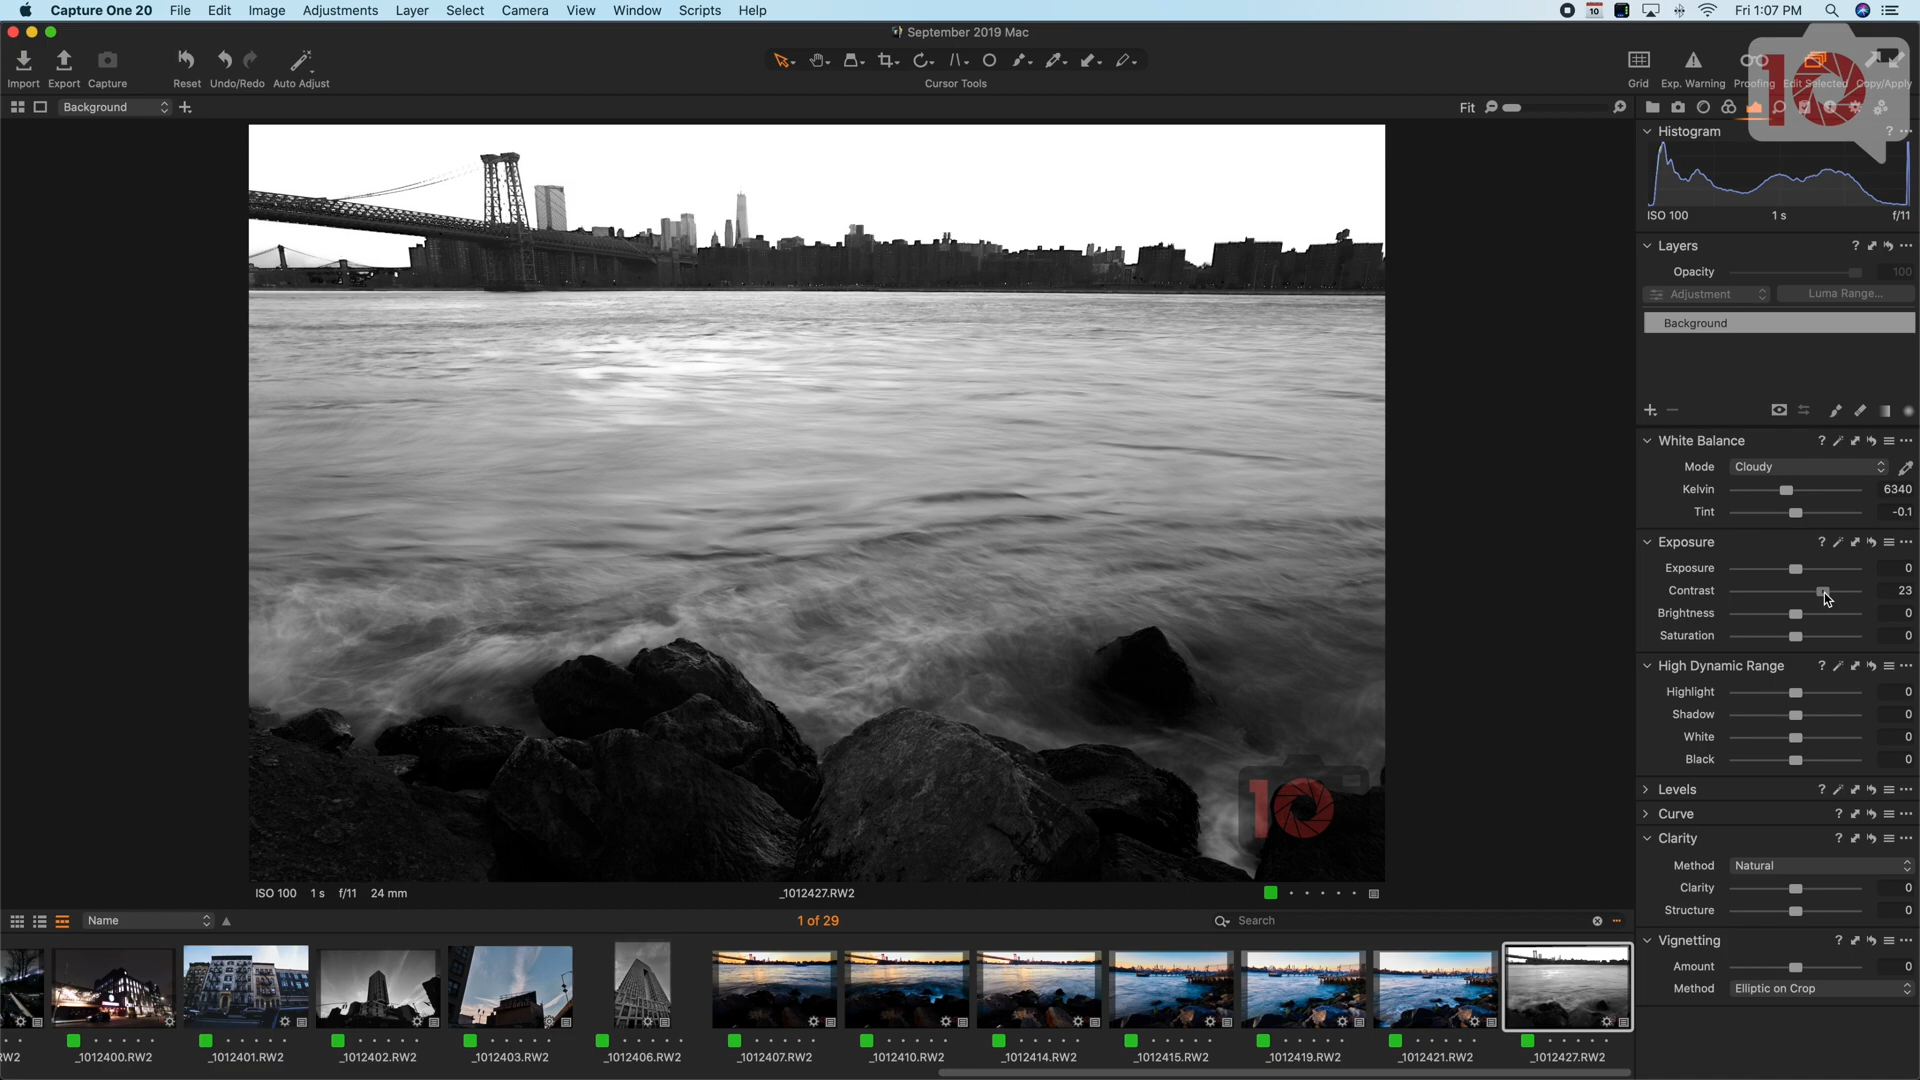 Capture One 20 File Edit Image Adjustments Layer Select Camera View Window Scripts Help 10 Fri 1:07 PM
September 2019 Mac
Import Export Capture Reset Undo/Redo Auto Adjust Cursor Tools Grid Exp. Warning Proofing Edit Selected Copy/Apply
10
Background Fit
Histogram ?
ISO 100 1 s f/11
Layers ?
Opacity 100
Adjustment Luma Range...
Background
White Balance ?
Mode Cloudy
Kelvin 6340
Tint -0.1
Exposure ?
Exposure 0
Contrast 23
Brightness 0
Saturation 0
High Dynamic Range ?
Highlight 0
Shadow 0
White 0
Black 0
Levels ?
Curve ?
Clarity ?
Method Natural
Clarity 0
Structure 0
Vignetting ?
Amount 0
Method Elliptic on Crop
10
ISO 100 1 s f/11 24 mm _1012427.RW2
Name 1 of 29 Search
W2 _1012400.RW2 _1012401.RW2 _1012402.RW2 _1012403.RW2 _1012406.RW2 _1012407.RW2 _1012410.RW2 _1012414.RW2 _1012415.RW2 _1012419.RW2 _1012421.RW2 _1012427.RW2